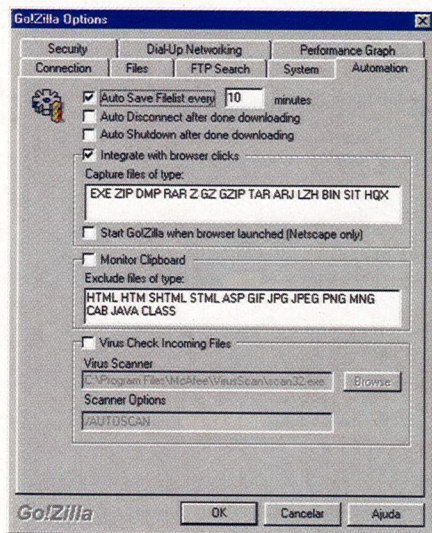 Go!Zilla Options
Security Dial-Up Networking Performance Graph
Connection Files FTP Search System Automation
Auto Save Filelist every 10 minutes
Auto Disconnect after done downloading
Auto Shutdown after done downloading
Integrate with browser clicks
Capture files of type:
EXE ZIP DMP RAR Z GZ GZIP TAR ARJ LZH BIN SIT HQX
Start Go!Zilla when browser launched (Netscape only)
Monitor Clipboard
Exclude files of type:
HTML HTM SHTML STML ASP GIF JPG JPEG PNG MNG
CAB JAVA CLASS
Virus Check Incoming Files
Virus Scanner
C:\Program Files\McAfee\VirusScan\scan32.exe Browse
Scanner Options
/AUTOSCAN
Go!Zilla OK Cancelar Ajuda